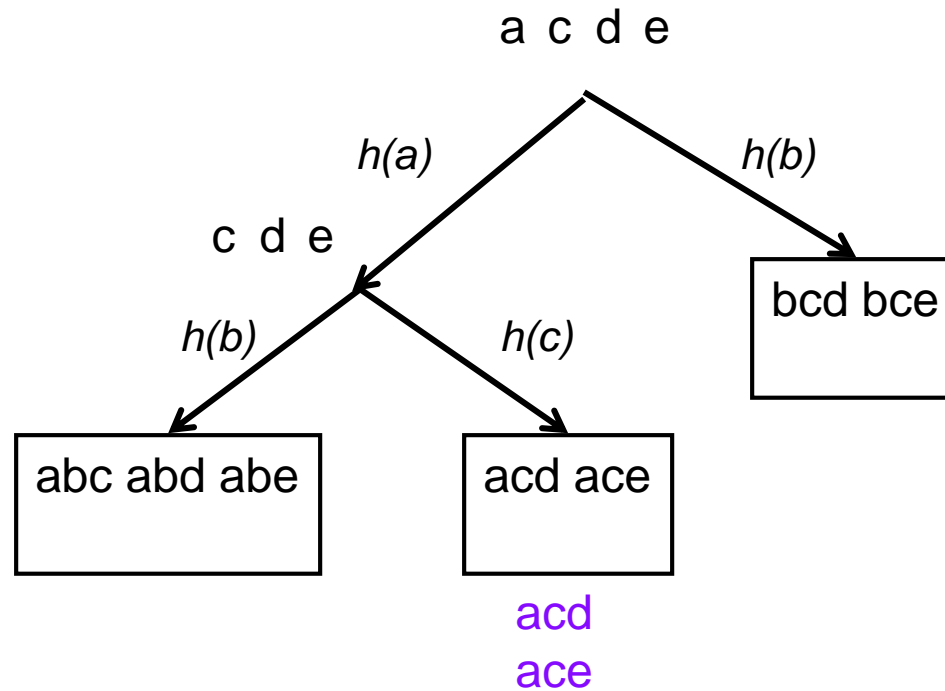 a c d e
h(a)
h(b)
c d e
bcd bce
h(b)
h(c)
abc abd abe
acd ace
acd
ace